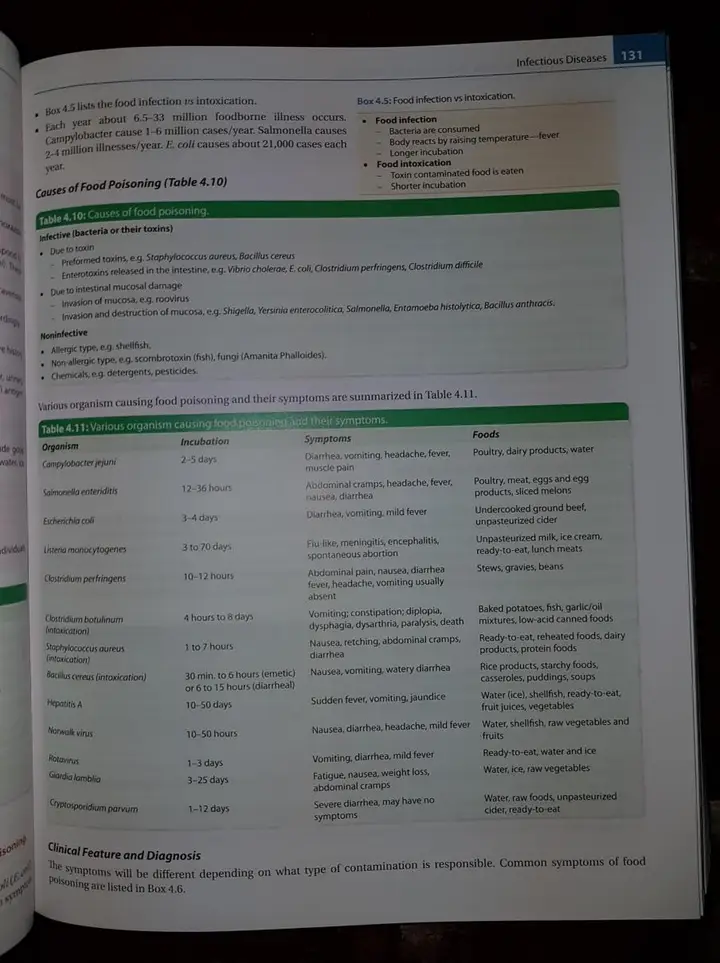 Infectious Diseases 131
• Box 4.5 lists the food infection vs intoxication.
• Each year about 6.5–33 million foodborne illness occurs.
Campylobacter cause 1–6 million cases/year. Salmonella causes
2–4 million illnesses/year. E. coli causes about 21,000 cases each
year.
Box 4.5: Food infection vs intoxication.
• Food infection
– Bacteria are consumed
– Body reacts by raising temperature—fever
– Longer incubation
• Food intoxication
– Toxin contaminated food is eaten
– Shorter incubation
Causes of Food Poisoning (Table 4.10)
Table 4.10: Causes of food poisoning.
Infective (bacteria or their toxins)
• Due to toxin
– Preformed toxins, e.g. Staphylococcus aureus, Bacillus cereus
– Enterotoxins released in the intestine, e.g. Vibrio cholerae, E. coli, Clostridium perfringens, Clostridium difficile
• Due to intestinal mucosal damage
– Invasion of mucosa, e.g. roovirus
– Invasion and destruction of mucosa, e.g. Shigella, Yersinia enterocolitica, Salmonella, Entamoeba histolytica, Bacillus anthracis.
Noninfective
• Allergic type, e.g. shellfish,
• Non-allergic type, e.g. scombrotoxin (fish), fungi (Amanita Phalloides).
• Chemicals, e.g. detergents, pesticides.
Various organism causing food poisoning and their symptoms are summarized in Table 4.11.
Table 4.11: Various organism causing food poisoning and their symptoms.
Organism Incubation Symptoms Foods
Campylobacter jejuni 2–5 days Diarrhea, vomiting, headache, fever, Poultry, dairy products, water
muscle pain
Salmonella enteriditis 12–36 hours Abdominal cramps, headache, fever, Poultry, meat, eggs and egg
nausea, diarrhea products, sliced melons
Escherichia coli 3–4 days Diarrhea, vomiting, mild fever Undercooked ground beef,
unpasteurized cider
Listeria monocytogenes 3 to 70 days Flu-like, meningitis, encephalitis, Unpasteurized milk, ice cream,
spontaneous abortion ready-to-eat, lunch meats
Clostridium perfringens 10–12 hours Abdominal pain, nausea, diarrhea Stews, gravies, beans
fever, headache, vomiting usually
absent
Clostridium botulinum 4 hours to 8 days Vomiting; constipation; diplopia, Baked potatoes, fish, garlic/oil
(intoxication) dysphagia, dysarthria, paralysis, death mixtures, low-acid canned foods
Staphylococcus aureus 1 to 7 hours Nausea, retching, abdominal cramps, Ready-to-eat, reheated foods, dairy
(intoxication) diarrhea products, protein foods
Bacillus cereus (intoxication) 30 min. to 6 hours (emetic) Nausea, vomiting, watery diarrhea Rice products, starchy foods,
or 6 to 15 hours (diarrheal) casseroles, puddings, soups
Hepatitis A 10–50 days Sudden fever, vomiting, jaundice Water (ice), shellfish, ready-to-eat,
fruit juices, vegetables
Norwalk virus 10–50 hours Nausea, diarrhea, headache, mild fever Water, shellfish, raw vegetables and
fruits
Rotavirus 1–3 days Vomiting, diarrhea, mild fever Ready-to-eat, water and ice
Giardia lamblia 3–25 days Fatigue, nausea, weight loss, Water, ice, raw vegetables
abdominal cramps
Cryptosporidium parvum 1–12 days Severe diarrhea, may have no Water, raw foods, unpasteurized
symptoms cider, ready-to-eat
Clinical Feature and Diagnosis
The symptoms will be different depending on what type of contamination is responsible. Common symptoms of food
poisoning are listed in Box 4.6.